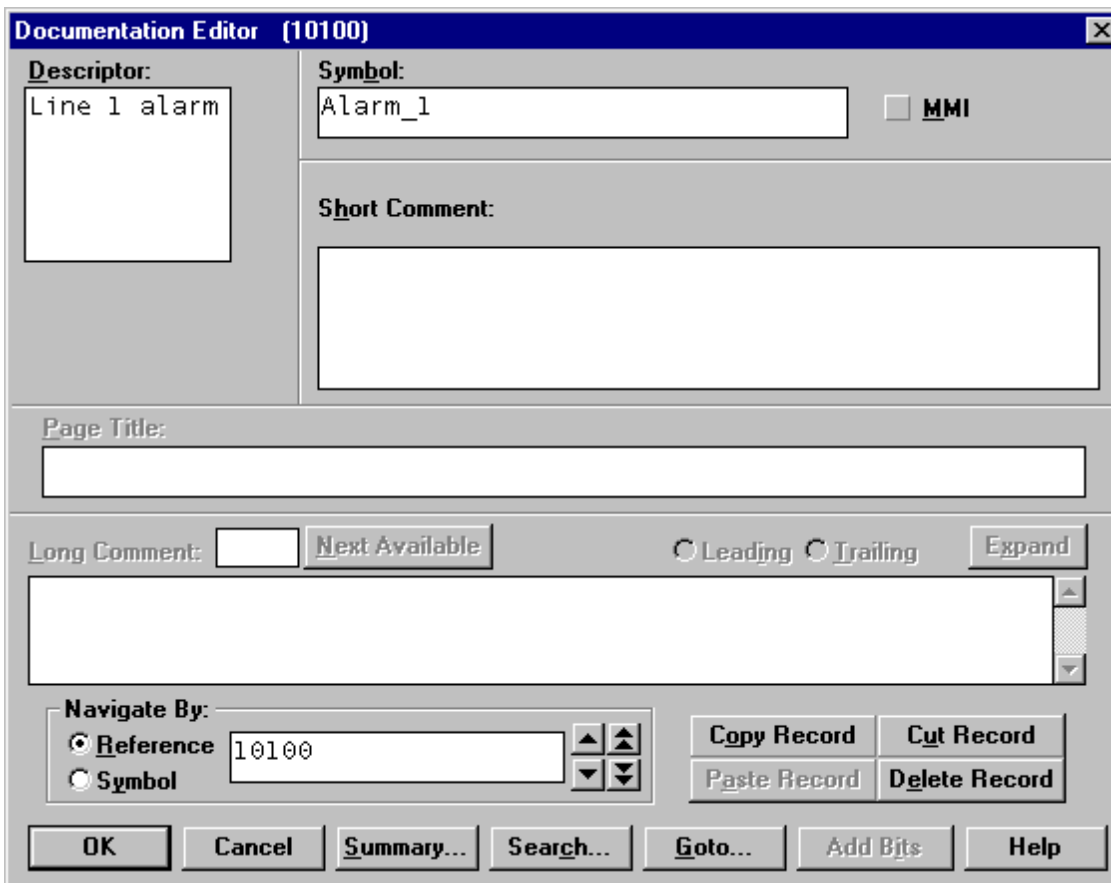 Documentation Editor (10100)
Descriptor:
Line 1 alarm
Symbol:
Alarm_1
MMI
Short Comment:
Page Title:
Long Comment:
Next Available
Leading
Trailing
Expand
Navigate By:
Reference
10100
Symbol
Copy Record
Cut Record
Paste Record
Delete Record
OK
Cancel
Summary...
Search...
Goto...
Add Bits
Help